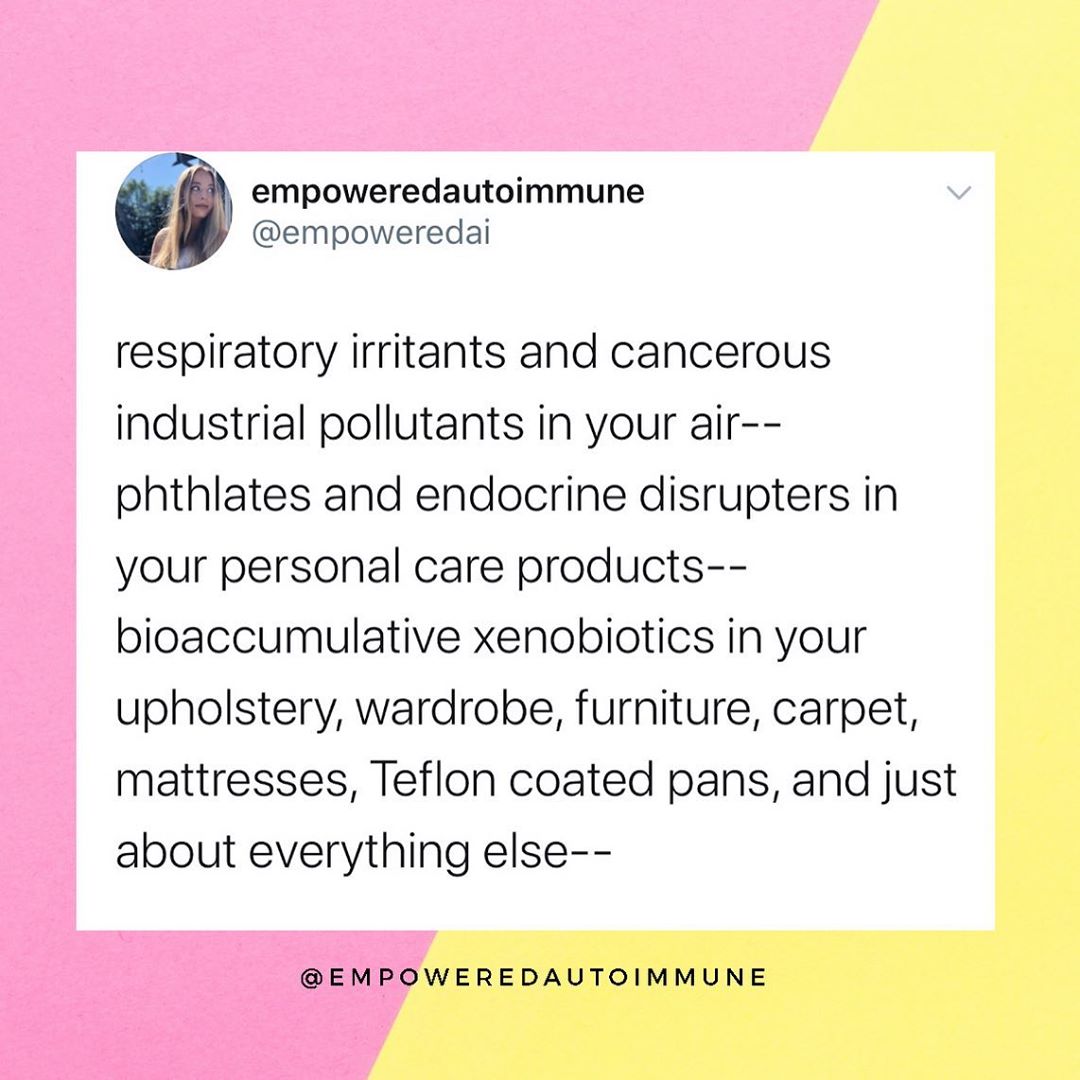 empoweredautoimmune
@empoweredai
respiratory irritants and cancerous
industrial pollutants in your air--
phthlates and endocrine disrupters in
your personal care products--
bioaccumulative xenobiotics in your
upholstery, wardrobe, furniture, carpet,
mattresses, Teflon coated pans, and just
about everything else--
@EMPOWEREDAUTOIMMUNE